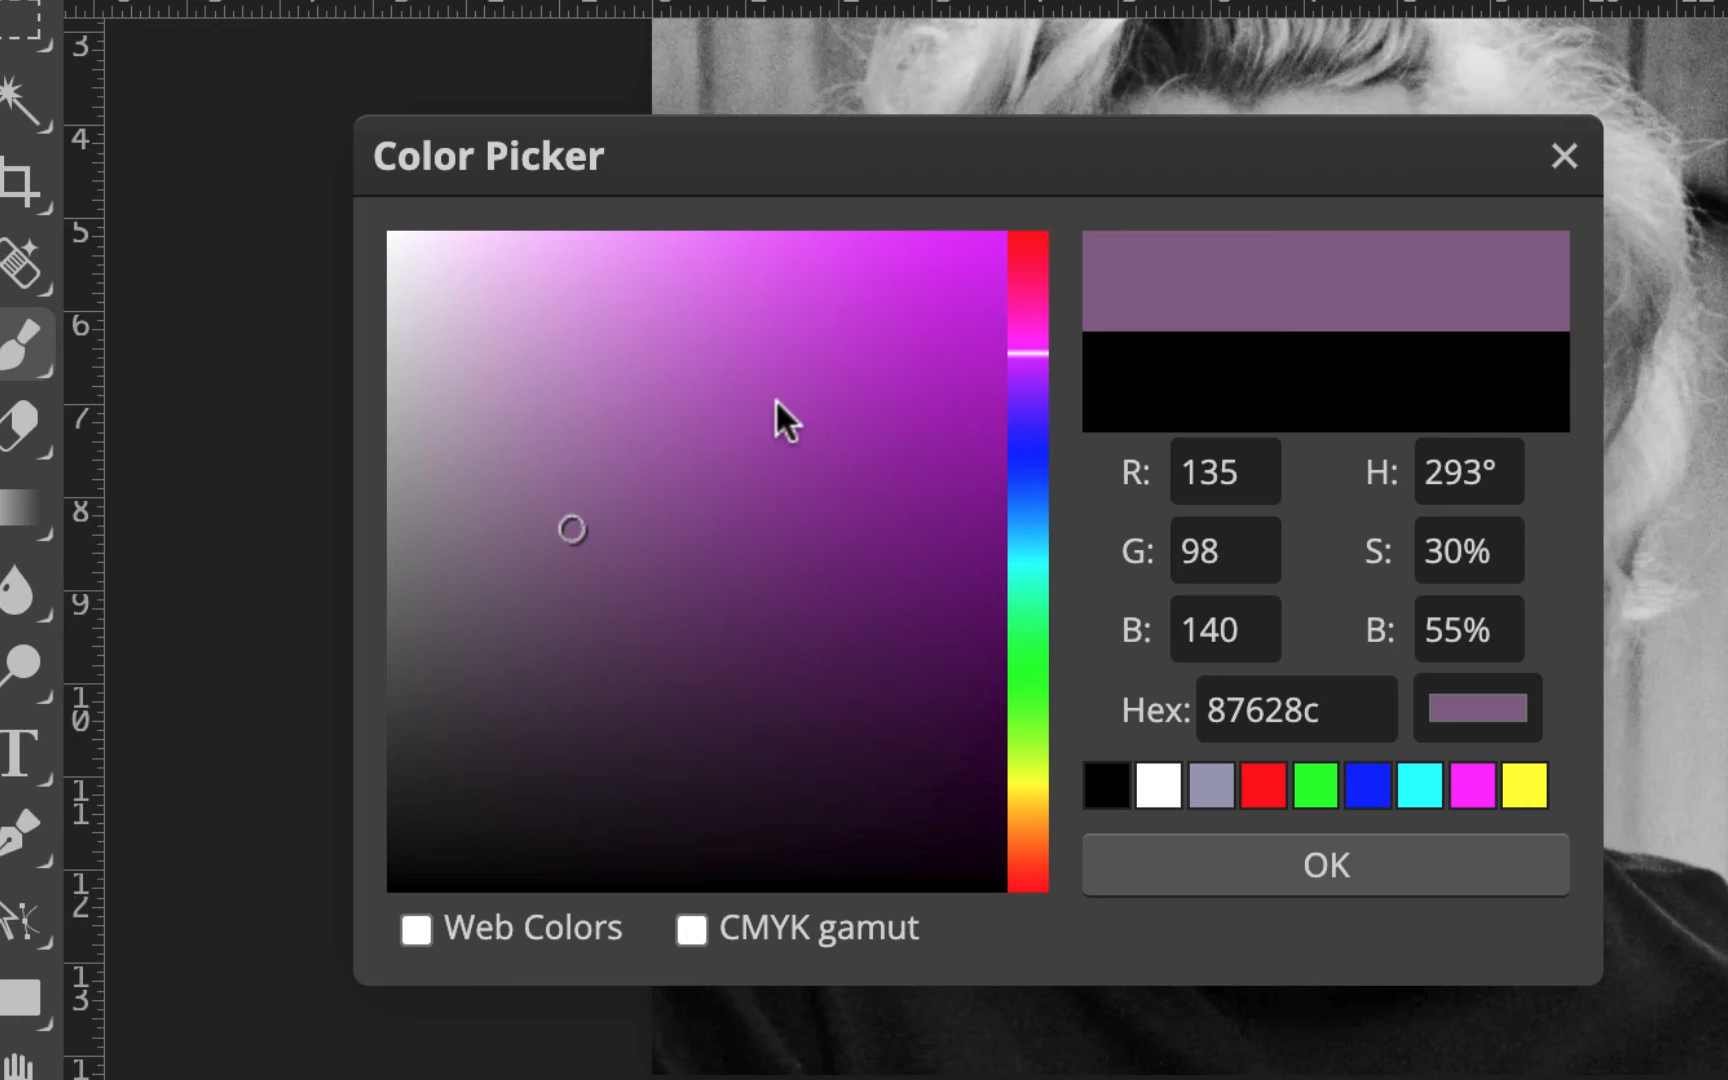 Color Picker
R: 135 H: 293°
G: 98 S: 30%
B: 140 B: 55%
Hex: 87628c
OK
Web Colors CMYK gamut
3
4
5
6
7
8
9
10
11
12
13
T